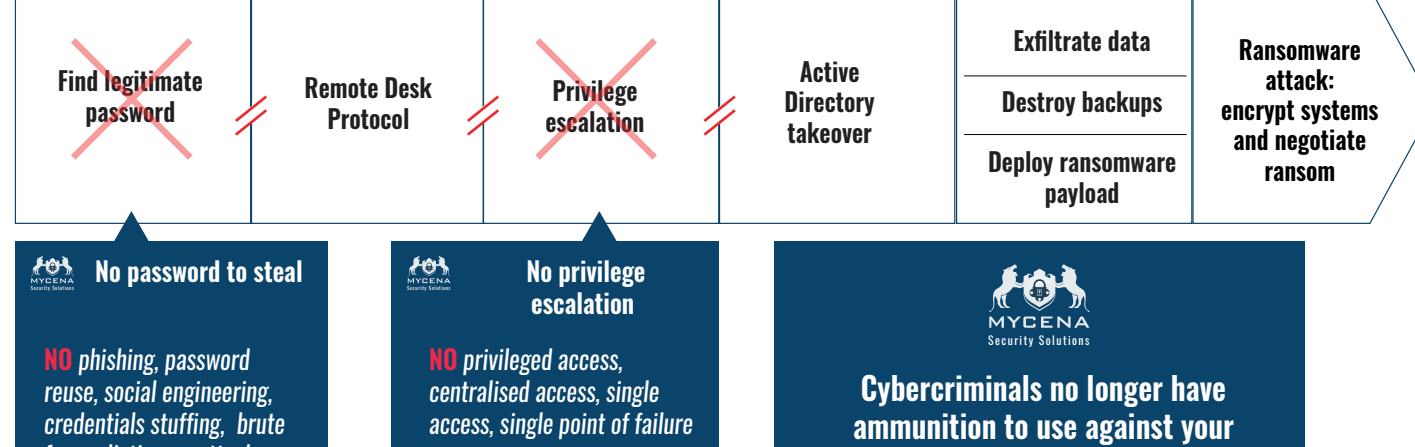 Find legitimate
password
Remote Desk
Protocol
Privilege
escalation
Active
Directory
takeover
Exfiltrate data
Destroy backups
Deploy ransomware
payload
Ransomware
attack:
encrypt systems
and negotiate
ransom
MYCENA
Security Solutions
No password to steal
NO phishing, password
reuse, social engineering,
credentials stuffing, brute
MYCENA
Security Solutions
No privilege
escalation
NO privileged access,
centralised access, single
access, single point of failure
MYCENA
Security Solutions
Cybercriminals no longer have
ammunition to use against your